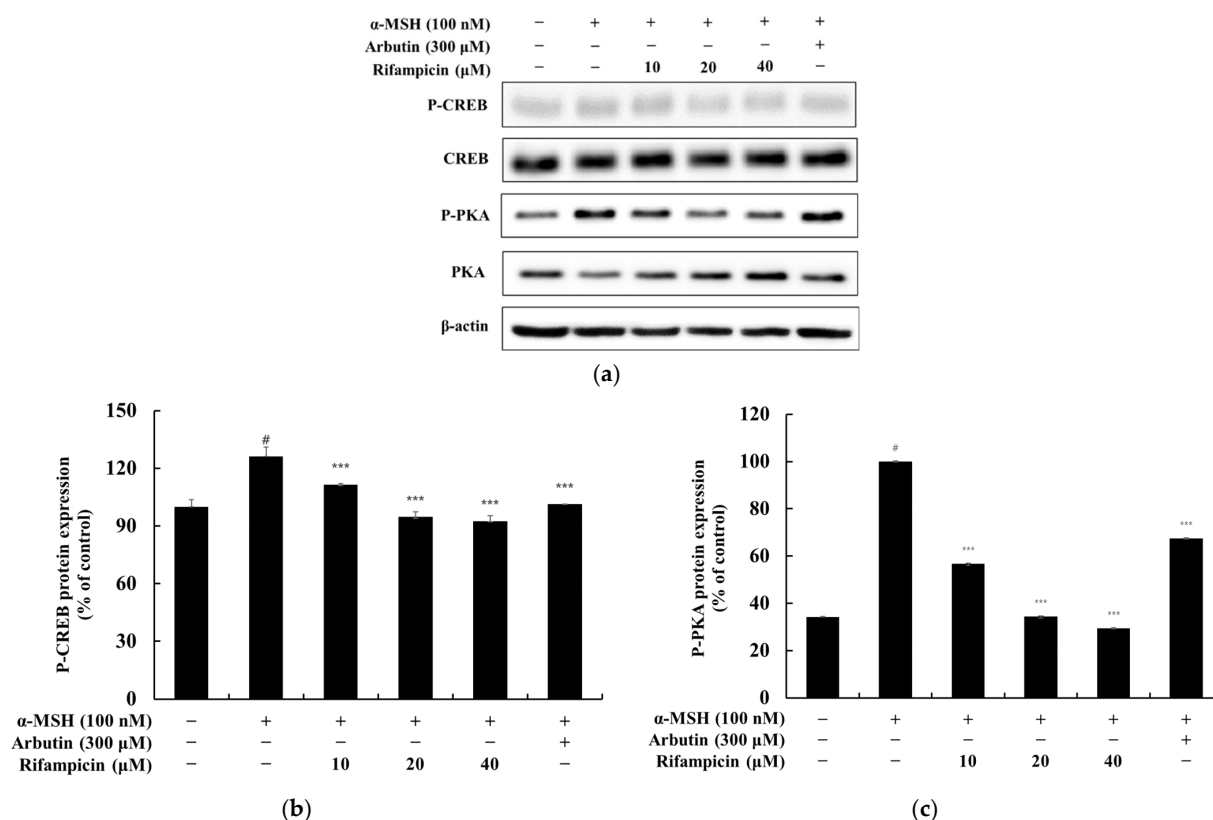 α-MSH (100 nM) − + + + + +
Arbutin (300 μM) − − − − − +
Rifampicin (μM) − − 10 20 40 −
P-CREB
CREB
P-PKA
PKA
β-actin
(a)
P-CREB protein expression
(% of control)
150
120
90
60
30
0
#
***
***
***
***
α-MSH (100 nM) − + + + + +
Arbutin (300 μM) − − − − − +
Rifampicin (μM) − − 10 20 40 −
(b)
P-PKA protein expression
(% of control)
120
100
80
60
40
20
0
#
***
***
***
***
α-MSH (100 nM) − + + + + +
Arbutin (300 μM) − − − − − +
Rifampicin (μM) − − 10 20 40 −
(c)